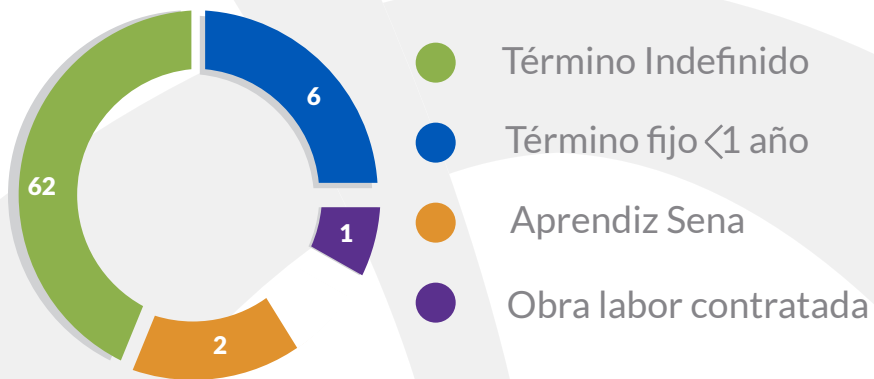 6
62
1
2
Término Indefinido
Término fijo <1 año
Aprendiz Sena
Obra labor contratada